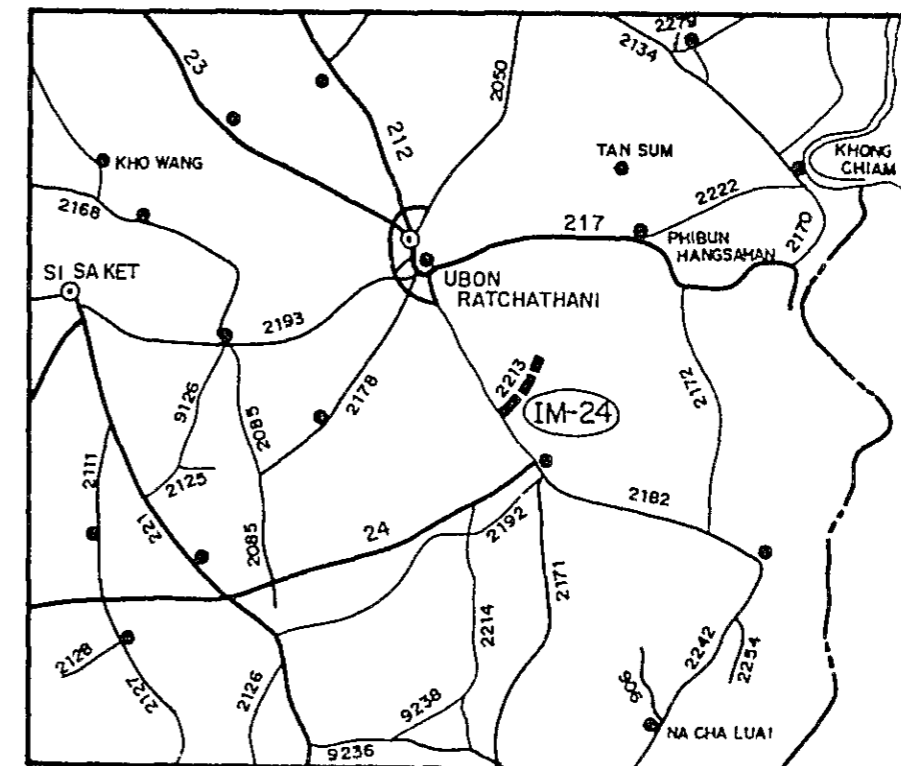 2279
2134
23
2050
212
KHO WANG
TAN SUM
KHONG
CHIAM
2168
2222
217
2170
PHIBUN
HANGSAHAN
SI SA KET
UBON
RATCHATHANI
2193
2213
2172
IM-24
9126
2085
2178
2111
2125
221
2182
24
2192
2085
2171
2214
2128
2127
2126
2242
2254
906
9238
NA CHA LUAI
9236